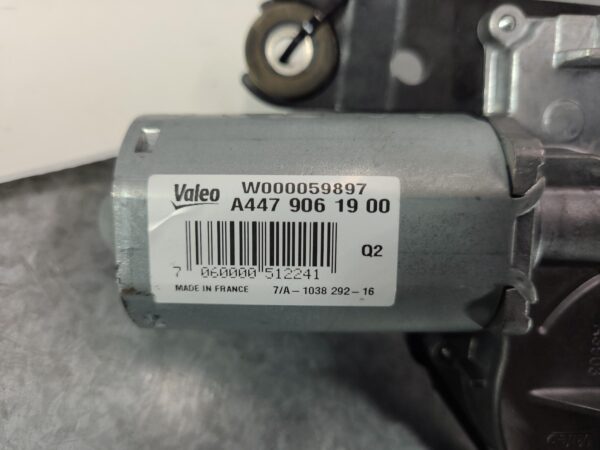 Valeo W000059897
A447 906 19 00
Q2
7 060000 512241
MADE IN FRANCE 7/A-1038 292-16